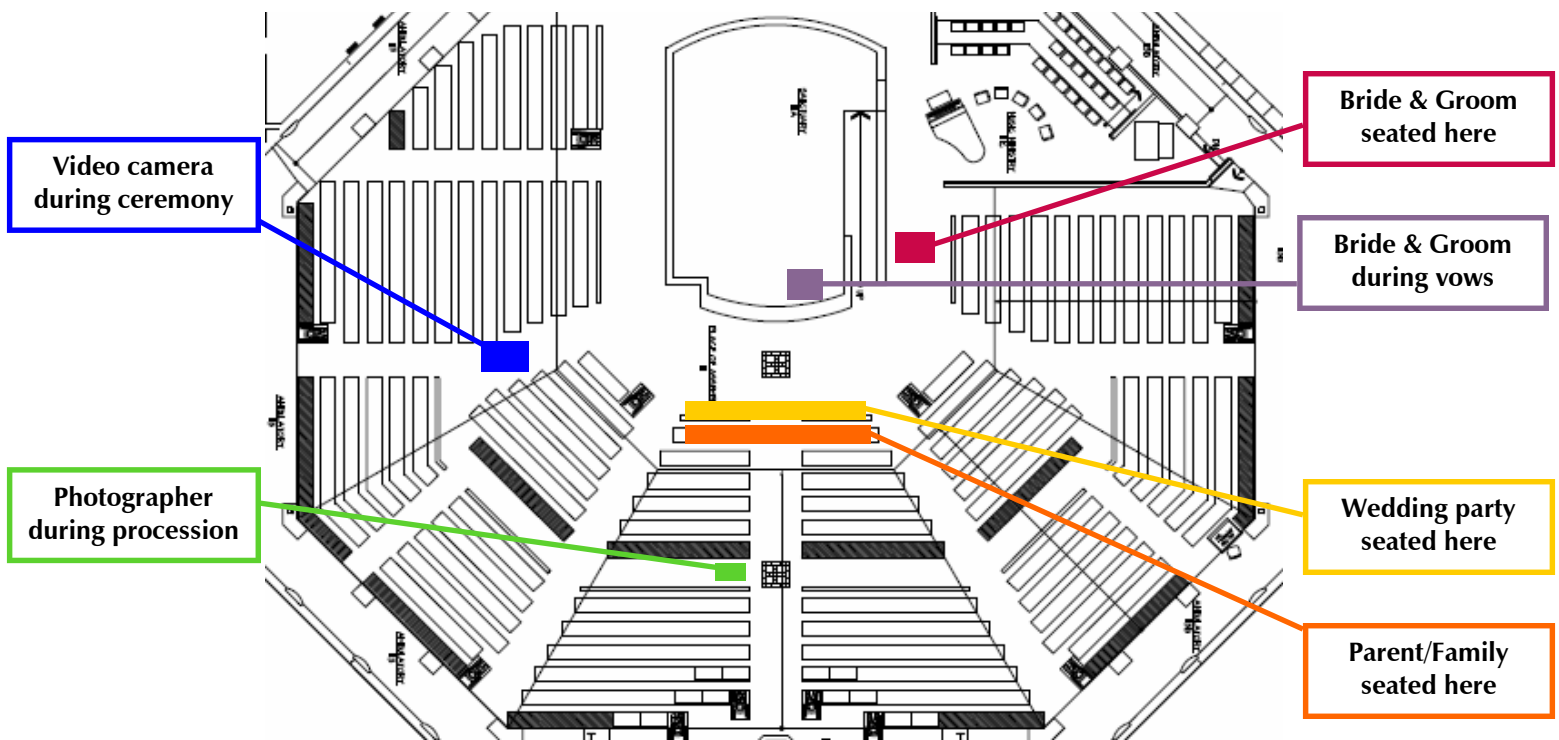 Video camera
during ceremony
Photographer
during procession
Bride & Groom
seated here
Bride & Groom
during vows
Wedding party
seated here
Parent/Family
seated here